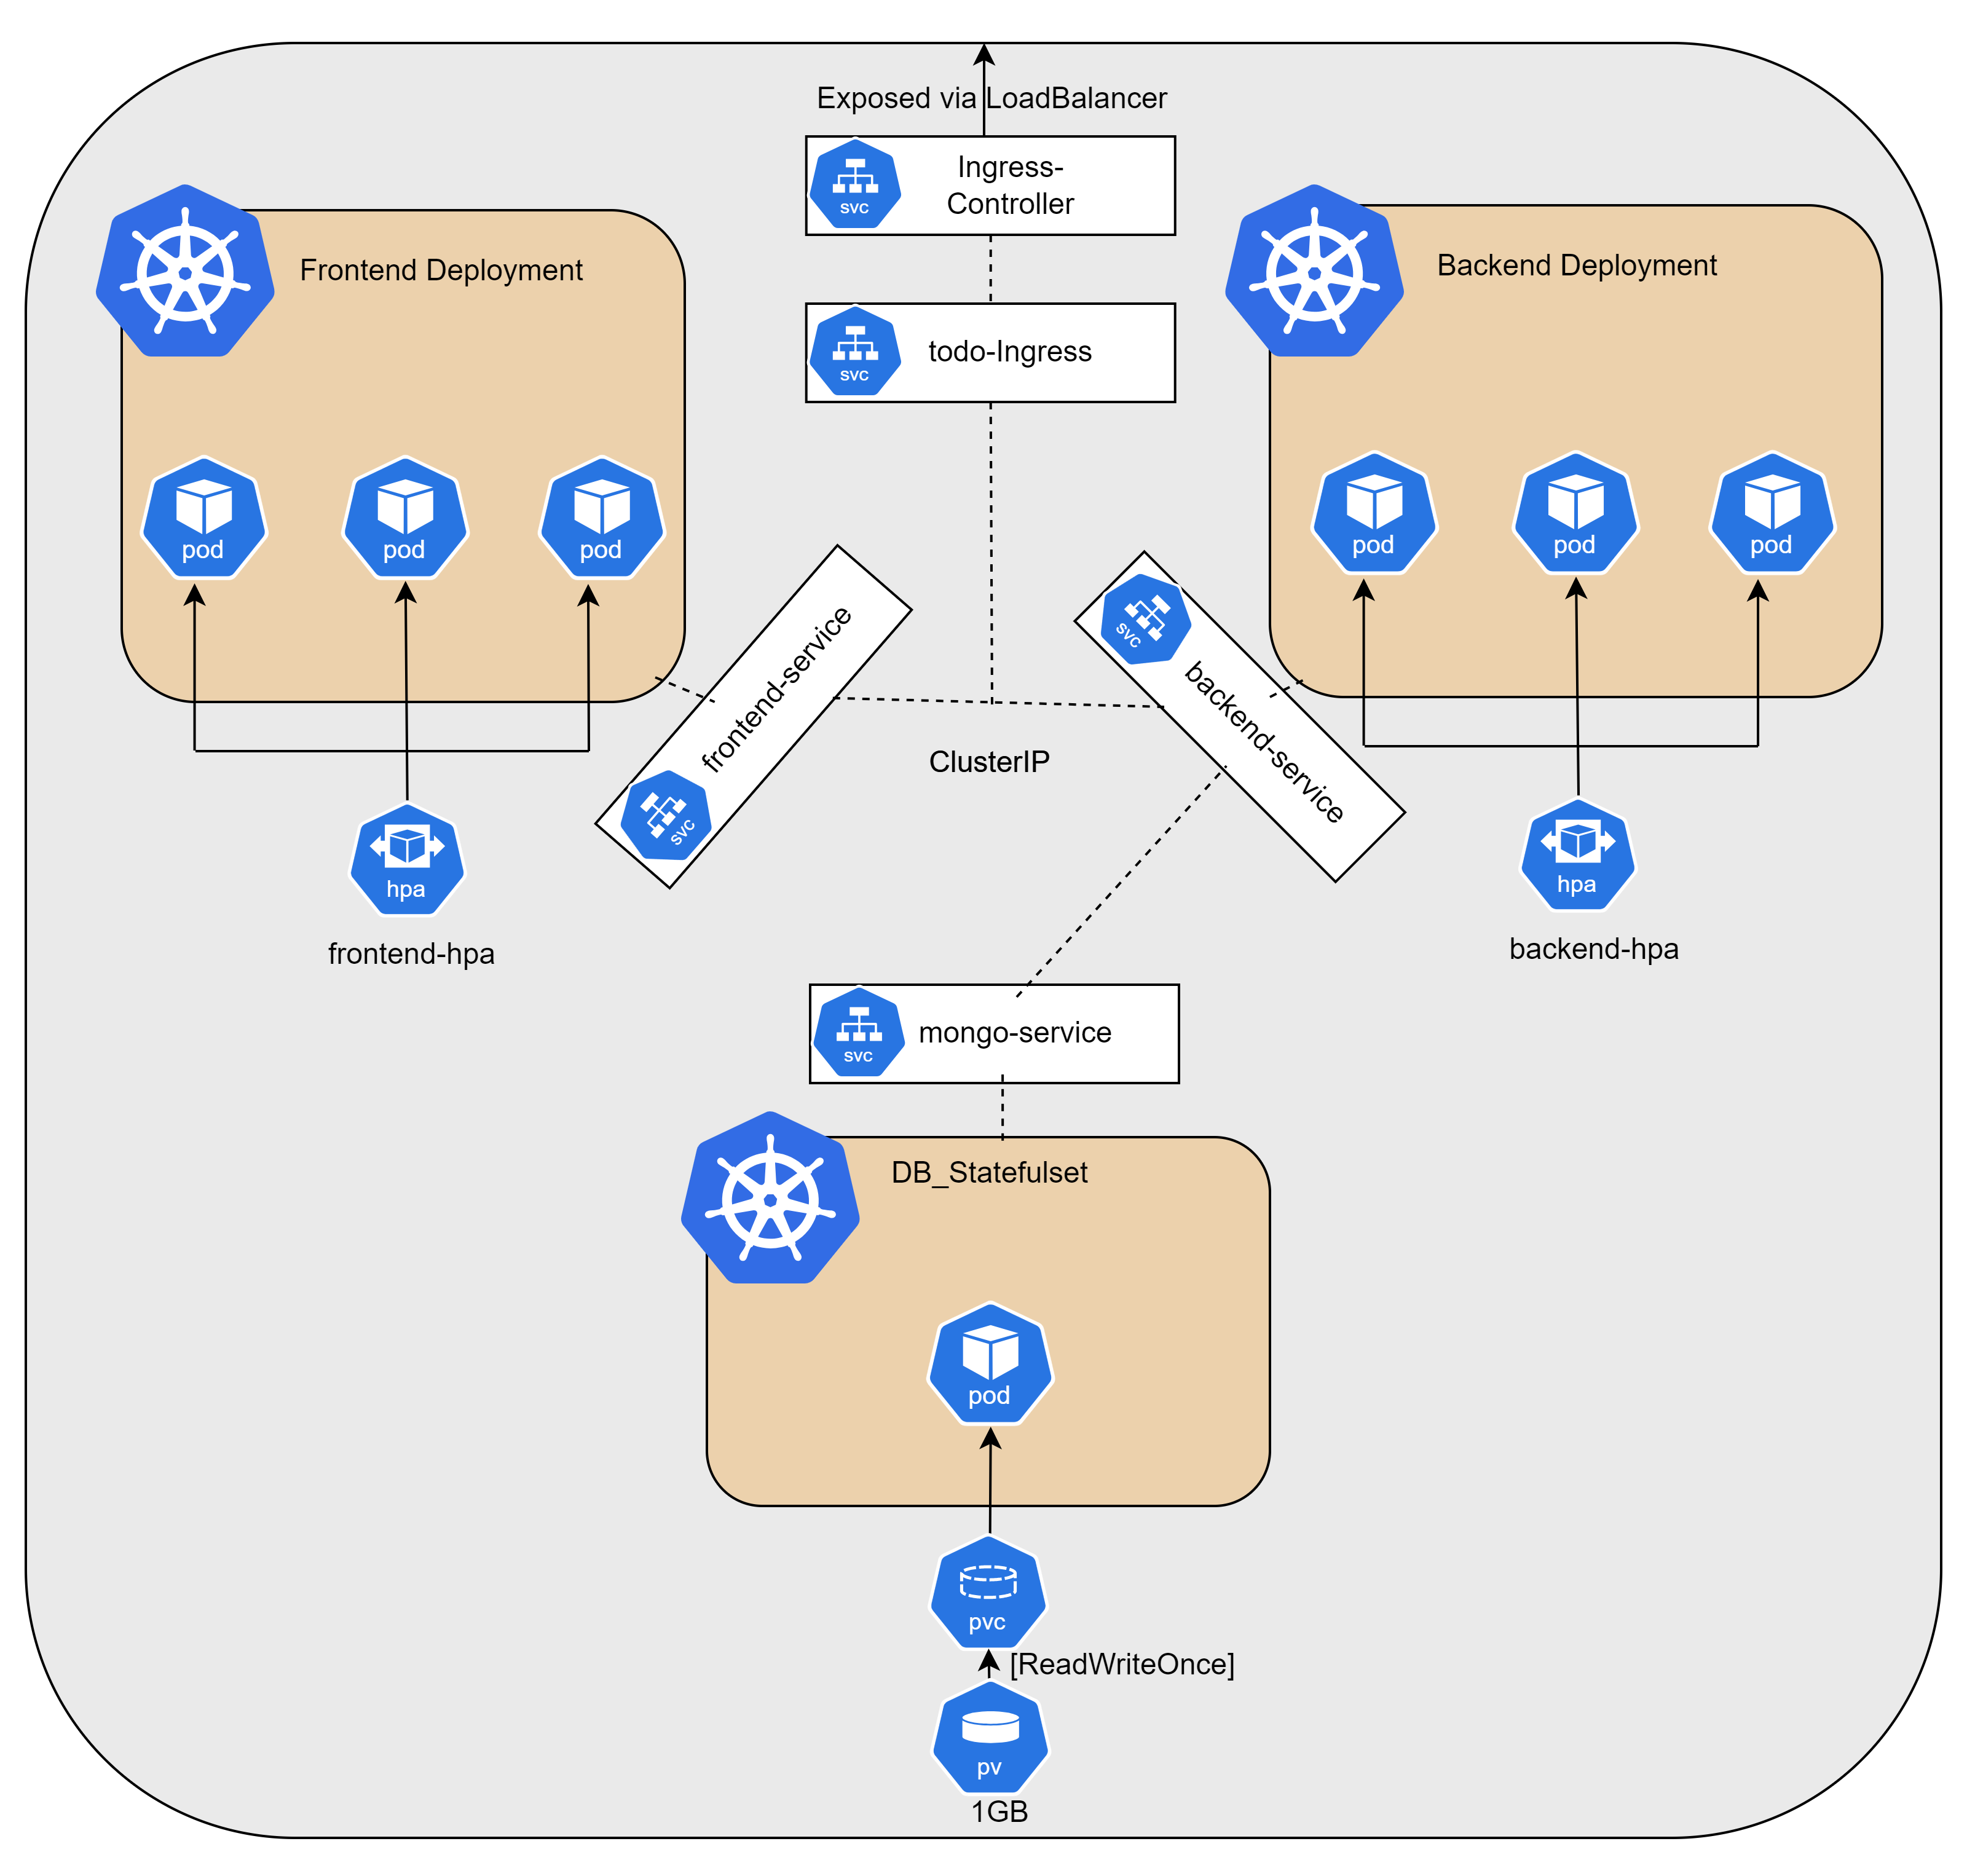 Exposed via LoadBalancer
Ingress-
Controller
svc
Frontend Deployment
Backend Deployment
todo-Ingress
svc
pod
pod
pod
pod
pod
pod
frontend-service
svc
svc
backend-service
ClusterIP
hpa
frontend-hpa
hpa
backend-hpa
mongo-service
svc
DB_Statefulset
pod
pvc
[ReadWriteOnce]
pv
1GB